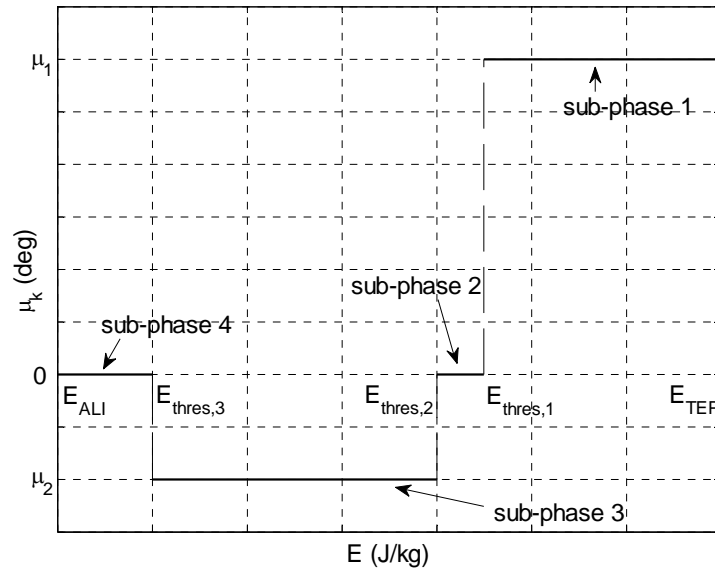 μ1
sub-phase 1
μk (deg)
sub-phase 2
sub-phase 4
0
EALI
Ethres,3
Ethres,2
Ethres,1
ETEP
μ2
sub-phase 3
E (J/kg)